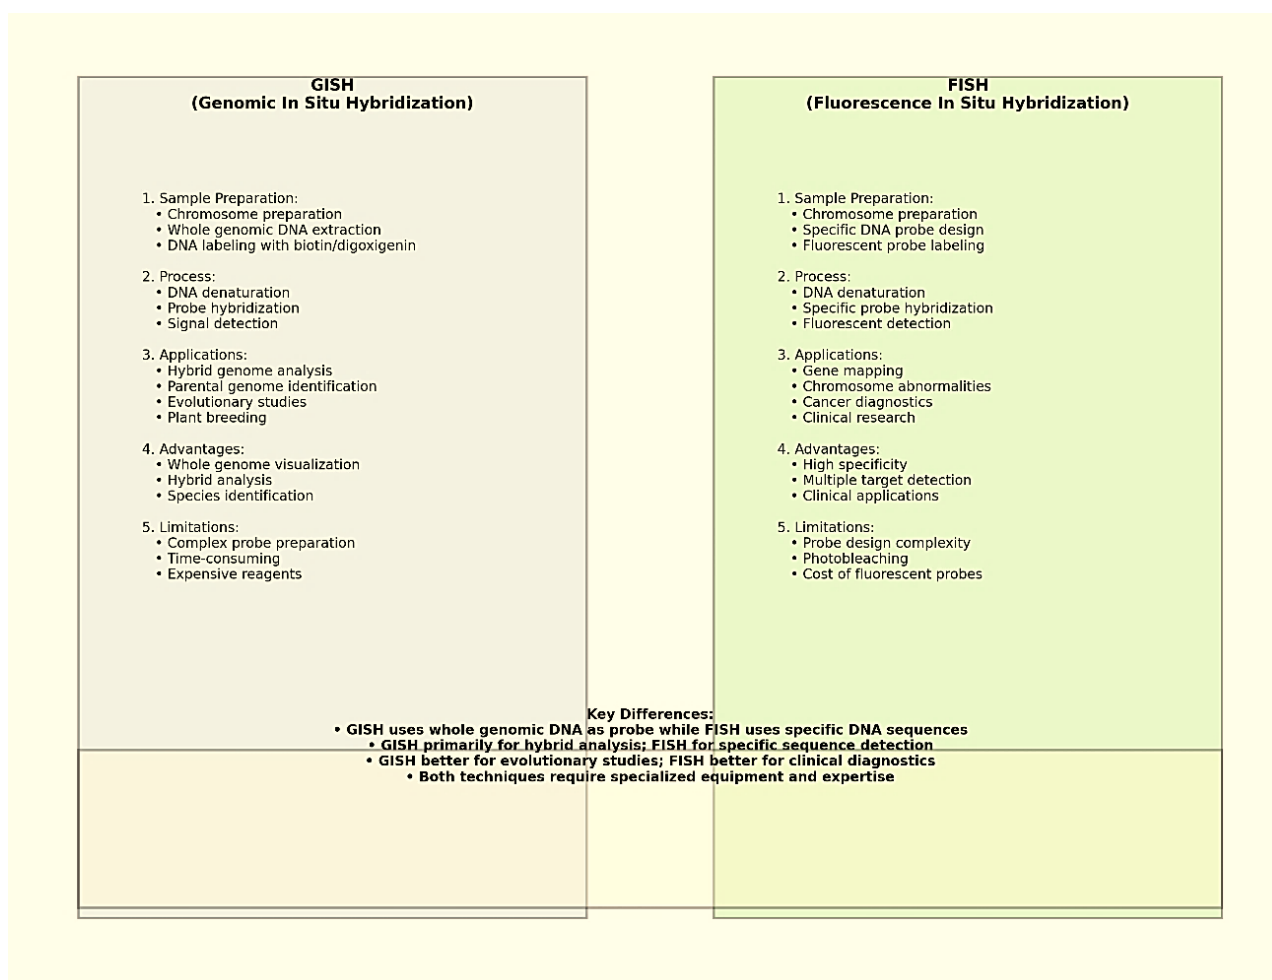 GISH
(Genomic In Situ Hybridization)
1. Sample Preparation:
• Chromosome preparation
• Whole genomic DNA extraction
• DNA labeling with biotin/digoxigenin
2. Process:
• DNA denaturation
• Probe hybridization
• Signal detection
3. Applications:
• Hybrid genome analysis
• Parental genome identification
• Evolutionary studies
• Plant breeding
4. Advantages:
• Whole genome visualization
• Hybrid analysis
• Species identification
5. Limitations:
• Complex probe preparation
• Time-consuming
• Expensive reagents
FISH
(Fluorescence In Situ Hybridization)
1. Sample Preparation:
• Chromosome preparation
• Specific DNA probe design
• Fluorescent probe labeling
2. Process:
• DNA denaturation
• Specific probe hybridization
• Fluorescent detection
3. Applications:
• Gene mapping
• Chromosome abnormalities
• Cancer diagnostics
• Clinical research
4. Advantages:
• High specificity
• Multiple target detection
• Clinical applications
5. Limitations:
• Probe design complexity
• Photobleaching
• Cost of fluorescent probes
Key Differences:
• GISH uses whole genomic DNA as probe while FISH uses specific DNA sequences
• GISH primarily for hybrid analysis; FISH for specific sequence detection
• GISH better for evolutionary studies; FISH better for clinical diagnostics
• Both techniques require specialized equipment and expertise